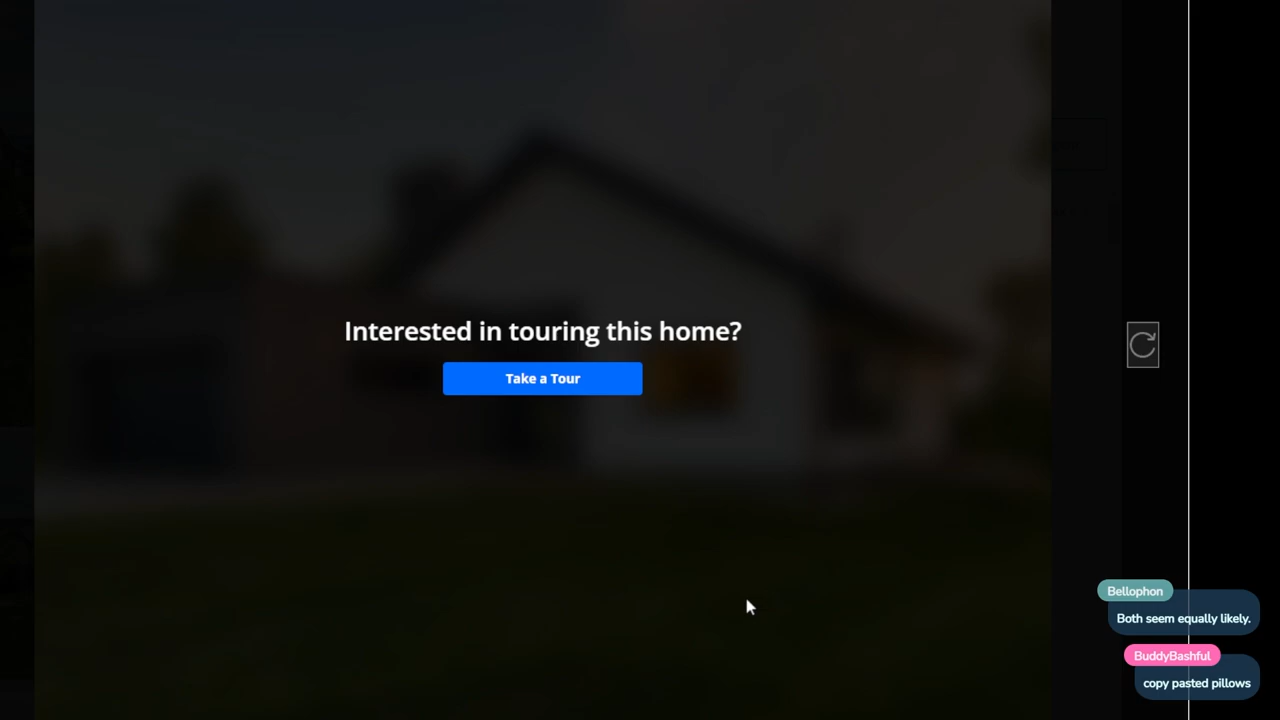 Interested in touring this home?
Take a Tour
Bellophon
Both seem equally likely.
BuddyBashful
copy pasted pillows